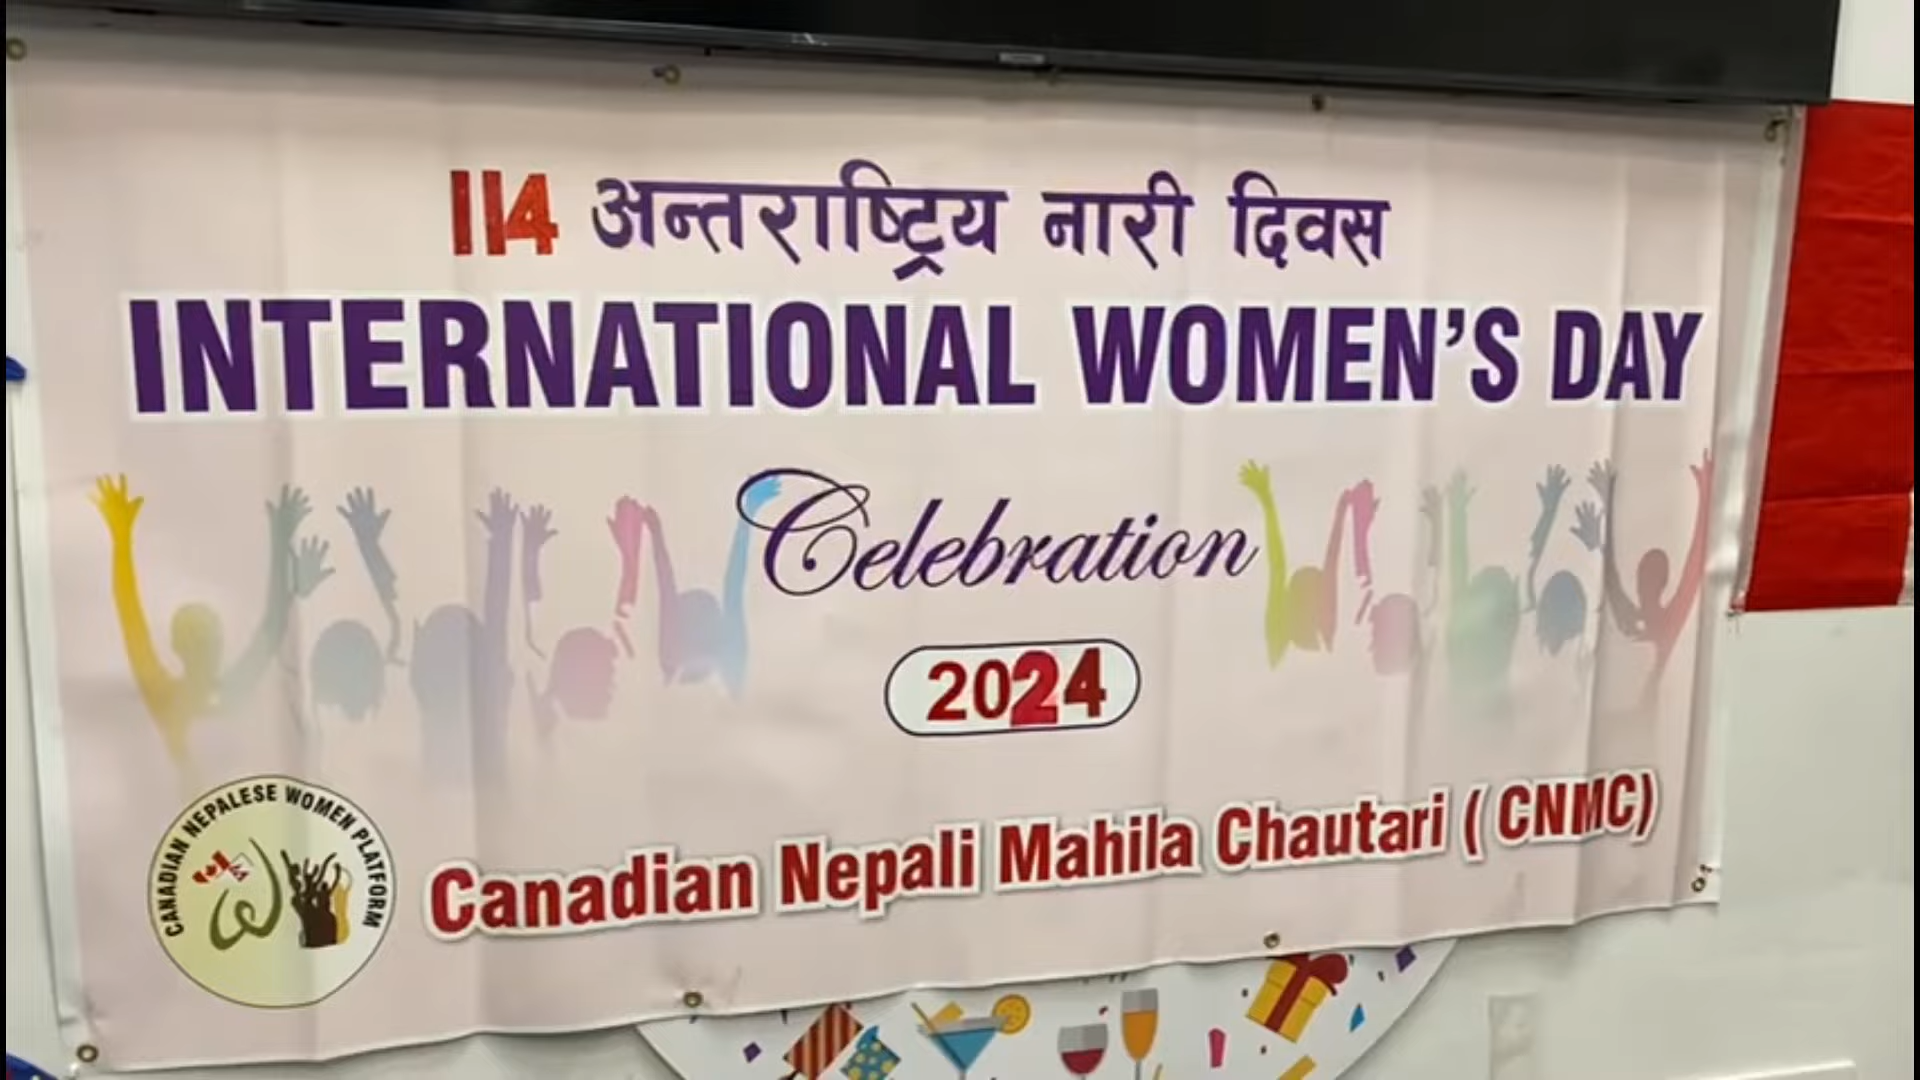 114 अन्तराष्ट्रिय नारी दिवस
INTERNATIONAL WOMEN'S DAY
Celebration
2024
CANADIAN NEPALESE WOMEN PLATFORM
Canadian Nepali Mahila Chautari ( CNMC)